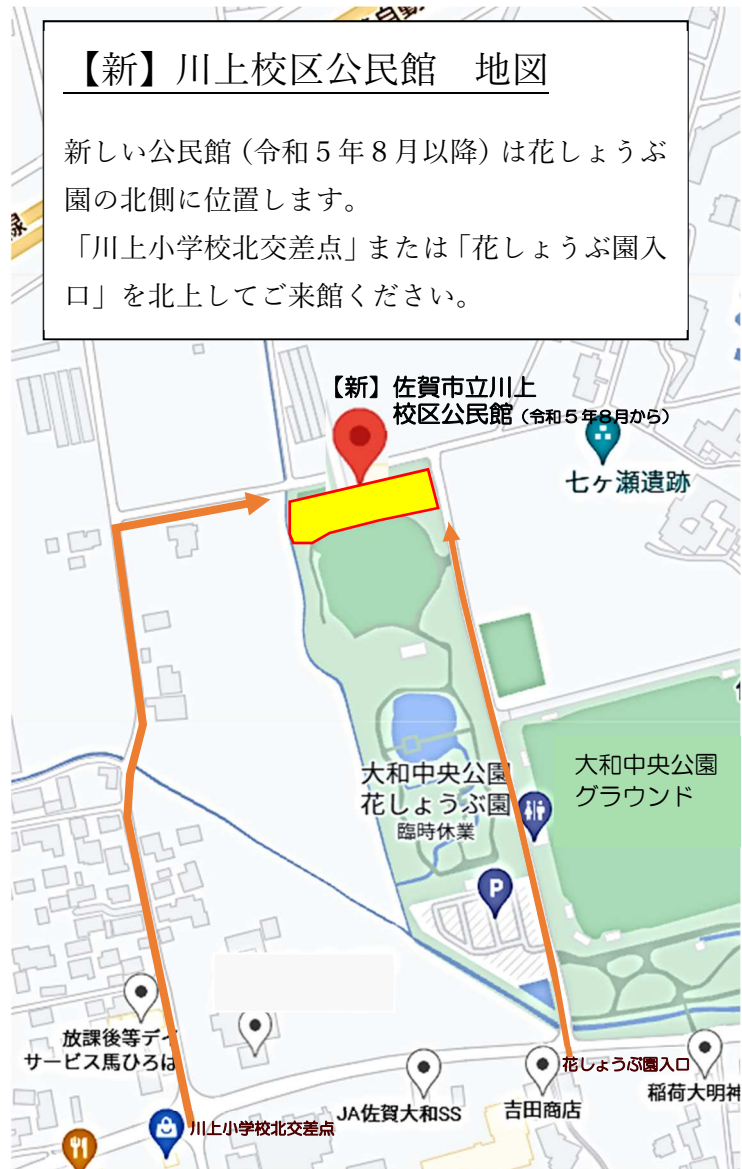 【新】川上校区公民館　地図
新しい公民館（令和５年８月以降）は花しょうぶ
園の北側に位置します。
「川上小学校北交差点」または「花しょうぶ園入
口」を北上してご来館ください。
【新】佐賀市立川上
校区公民館（令和５年８月から）
七ヶ瀬遺跡
大和中央公園
花しょうぶ園
臨時休業
大和中央公園
グラウンド
P
放課後等デイ
サービス馬ひろば
花しょうぶ園入口
JA佐賀大和SS
吉田商店
稲荷大明神
川上小学校北交差点